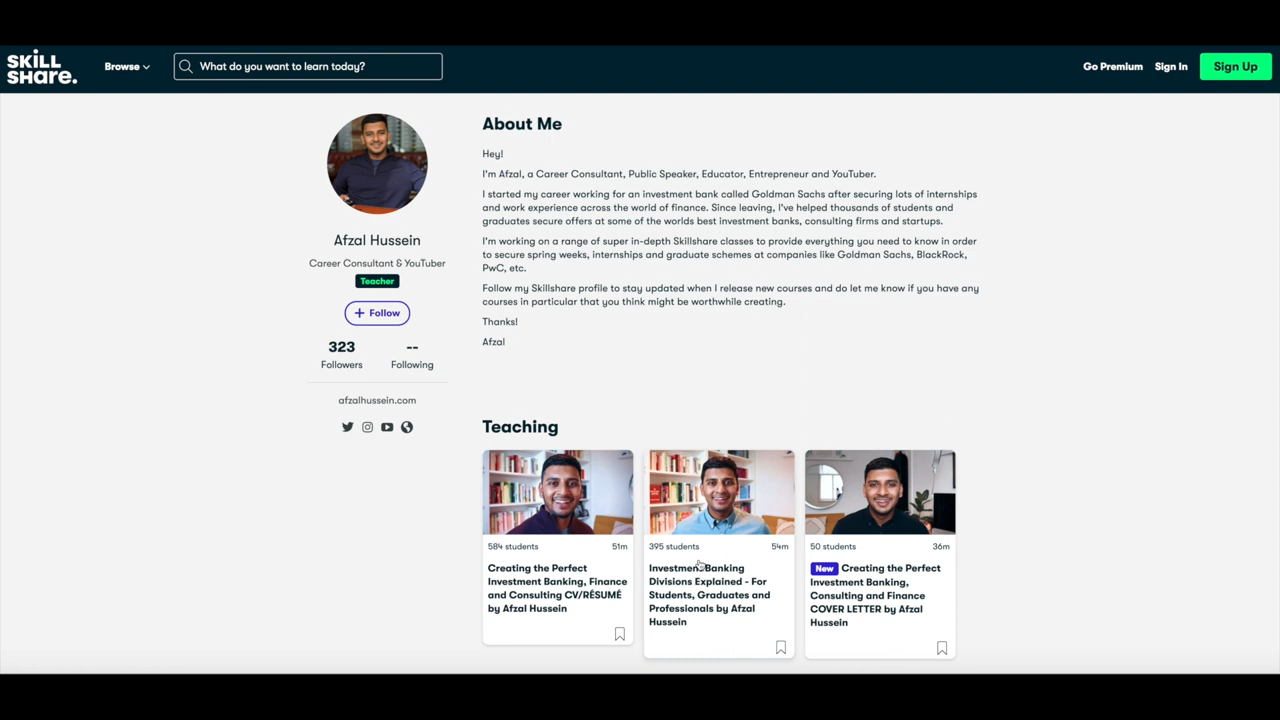 SKILL
SHARE.
Browse
What do you want to learn today?
Go Premium
Sign In
Sign Up
Afzal Hussein
Career Consultant & YouTuber
Teacher
+ Follow
323
--
Followers
Following
afzalhussein.com
About Me
Hey!
I'm Afzal, a Career Consultant, Public Speaker, Educator, Entrepreneur and YouTuber.
I started my career working for an investment bank called Goldman Sachs after securing lots of internships
and work experience across the world of finance. Since leaving, I've helped thousands of students and
graduates secure offers at some of the worlds best investment banks, consulting firms and startups.
I'm working on a range of super in-depth Skillshare classes to provide everything you need to know in order
to secure spring weeks, internships and graduate schemes at companies like Goldman Sachs, BlackRock,
PwC, etc.
Follow my Skillshare profile to stay updated when I release new courses and do let me know if you have any
courses in particular that you think might be worthwhile creating.
Thanks!
Afzal
Teaching
584 students
51m
Creating the Perfect
Investment Banking, Finance
and Consulting CV/RÉSUMÉ
by Afzal Hussein
395 students
54m
Investment Banking
Divisions Explained - For
Students, Graduates and
Professionals by Afzal
Hussein
50 students
36m
New Creating the Perfect
Investment Banking,
Consulting and Finance
COVER LETTER by Afzal
Hussein